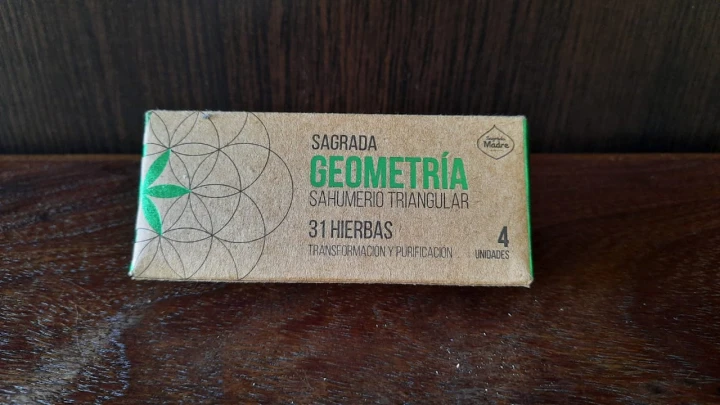 SAGRADA
GEOMETRÍA
SAHUMERIO TRIANGULAR
31 HIERBAS
TRANSFORMACIÓN Y PURIFICACIÓN
4
UNIDADES
Sagrada
Madre